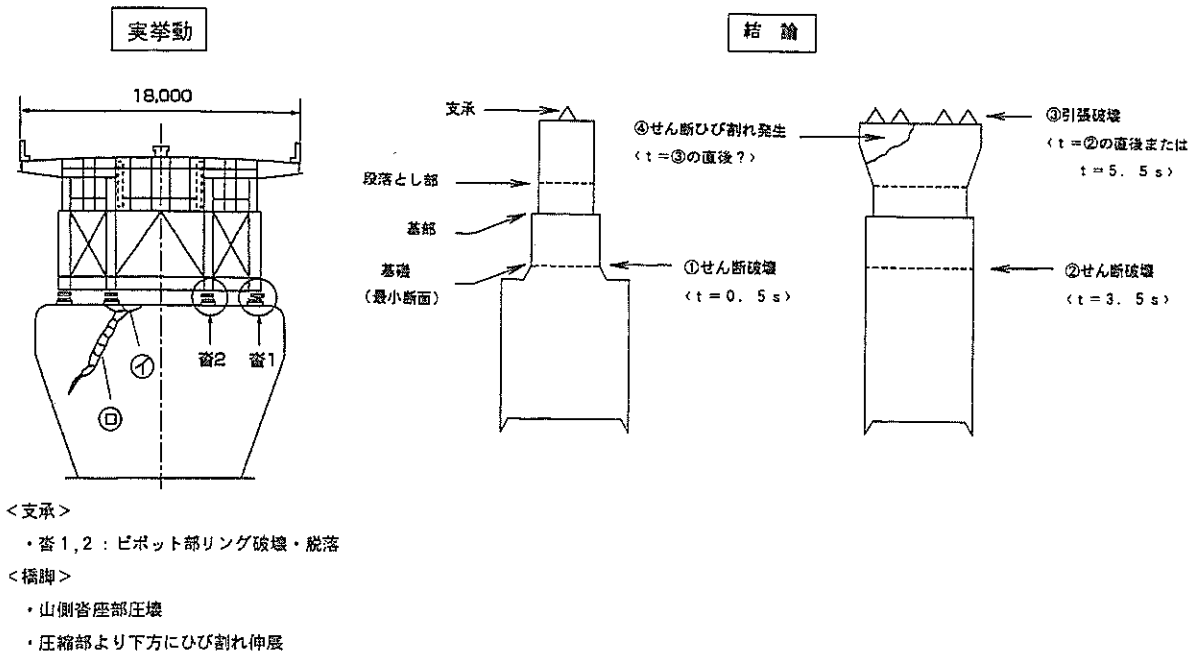 実挙動
18,000
沓2
沓1
イ
ロ
<支承>
・沓1,2：ピボット部リング破壊・脱落
<橋脚>
・山側沓座部圧壊
・圧縮部より下方にひび割れ伸展
結論
支承
段落とし部
基部
基礎
(最小断面)
①せん断破壊
<t=0.5s>
④せん断ひび割れ発生
<t=③の直後?>
③引張破壊
<t=②の直後または
t=5.5s>
②せん断破壊
<t=3.5s>